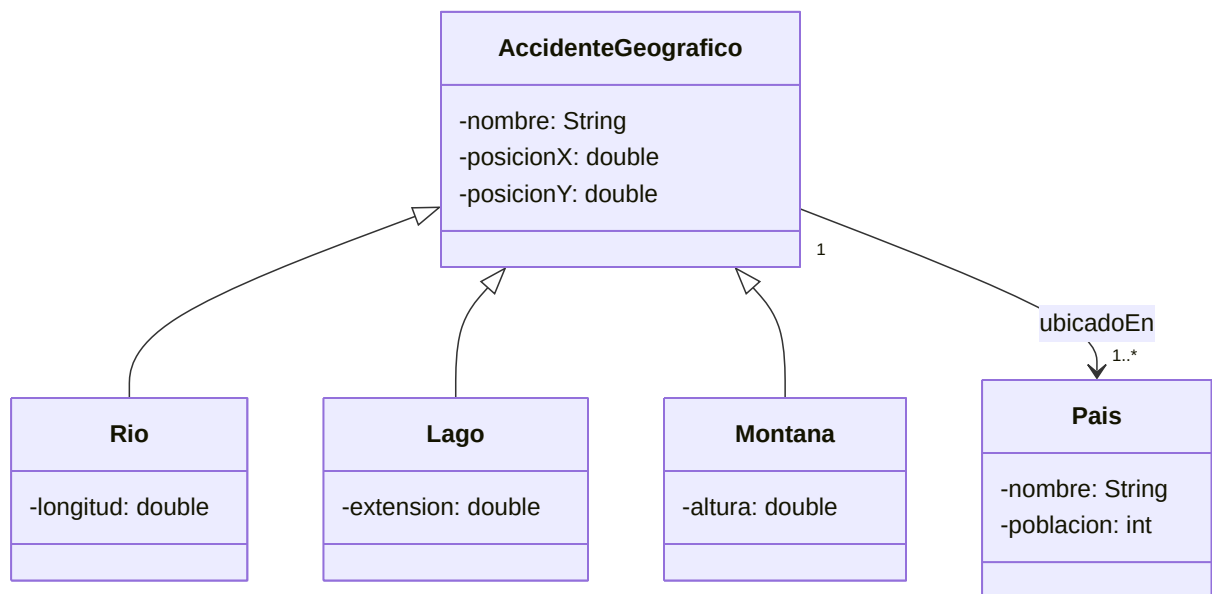 AccidenteGeografico
-nombre: String
-posicionX: double
-posicionY: double
1
ubicadoEn
1..*
Rio
-longitud: double
Lago
-extension: double
Montana
-altura: double
Pais
-nombre: String
-poblacion: int